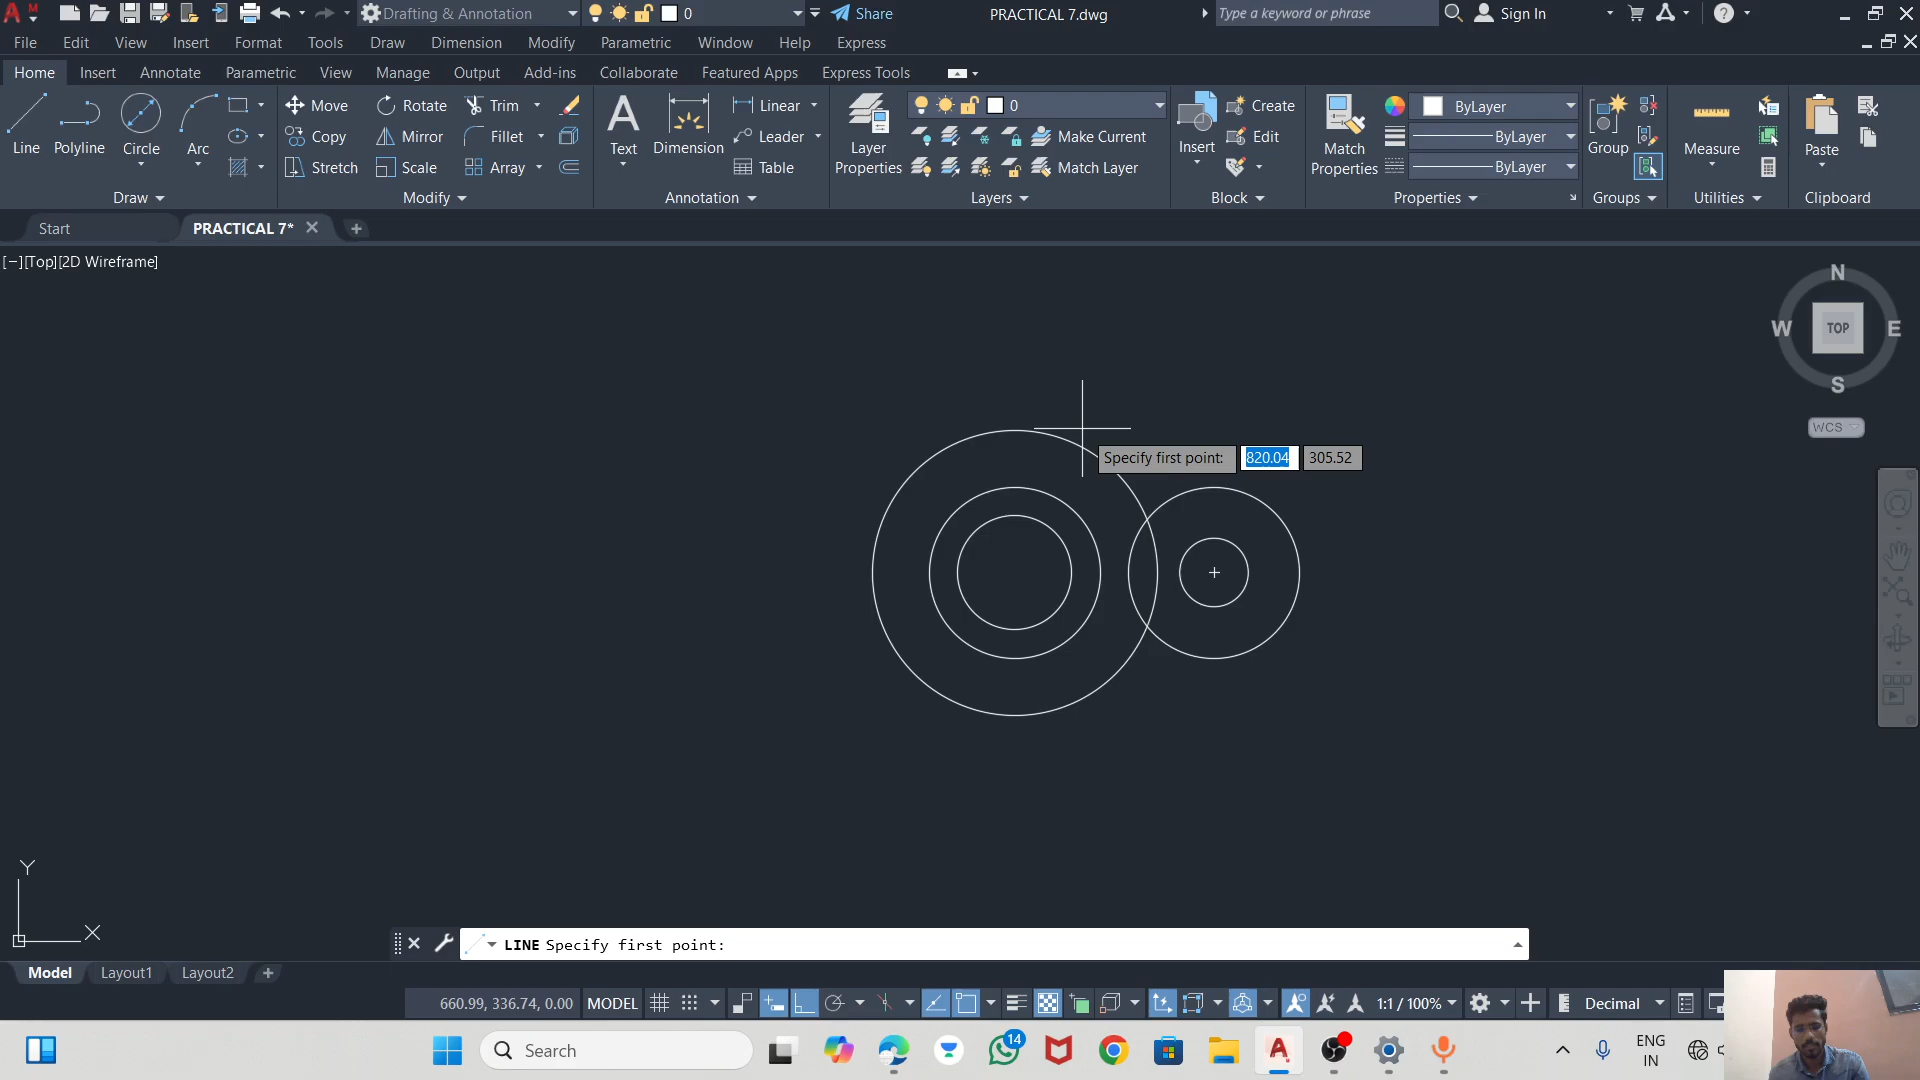 A M Drafting & Annotation 0 Share PRACTICAL 7.dwg Type a keyword or phrase Sign In ?
File Edit View Insert Format Tools Draw Dimension Modify Parametric Window Help Express
Home Insert Annotate Parametric View Manage Output Add-ins Collaborate Featured Apps Express Tools
Line Polyline Circle Arc
Move Rotate Trim
Copy Mirror Fillet
Stretch Scale Array
Text Dimension
Linear
Leader
Table
Layer Properties
0
Make Current
Match Layer
Insert
Create
Edit
Match Properties
ByLayer
ByLayer
ByLayer
Group
Measure
Paste
Draw Modify Annotation Layers Block Properties Groups Utilities Clipboard
Start PRACTICAL 7*
[−][Top][2D Wireframe]
N
W TOP E
S
WCS
Specify first point: 820.04 305.52
Y
X
LINE Specify first point:
Model Layout1 Layout2 +
660.99, 336.74, 0.00 MODEL 1:1 / 100% Decimal
Search
14
ENG
IN